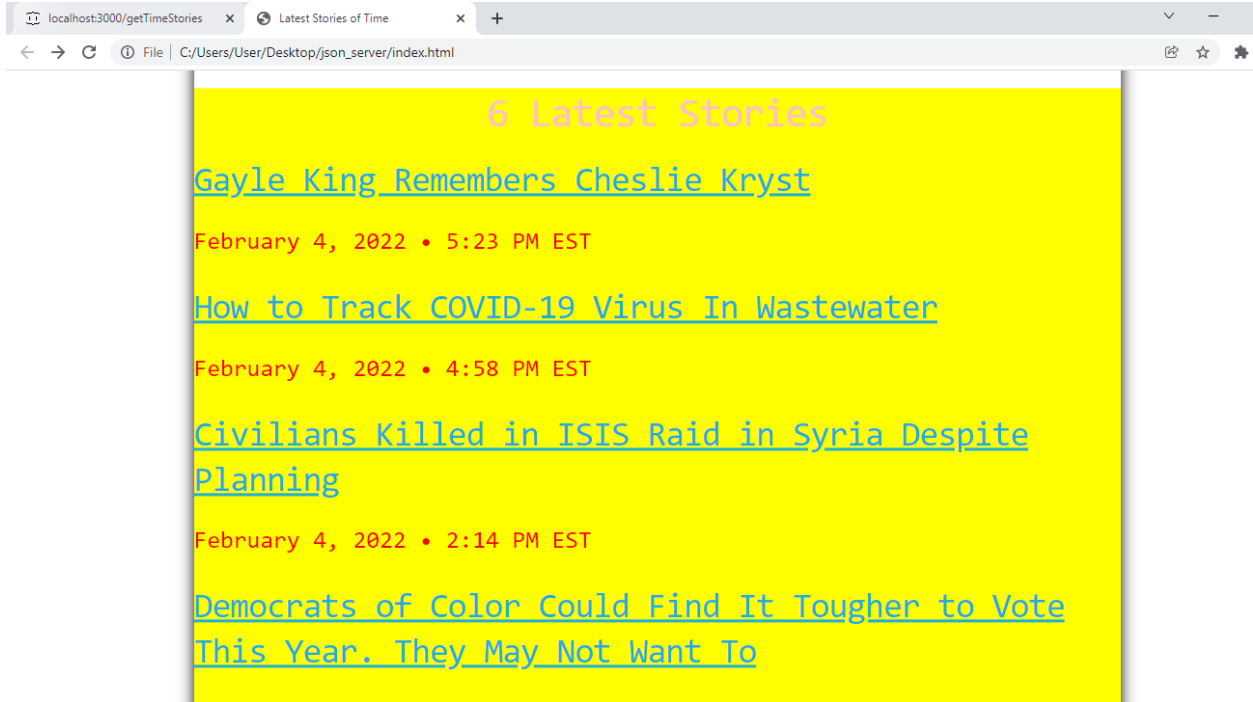 localhost:3000/getTimeStories
Latest Stories of Time
File
C:/Users/User/Desktop/json_server/index.html
6 Latest Stories
Gayle King Remembers Cheslie Kryst
February 4, 2022 • 5:23 PM EST
How to Track COVID-19 Virus In Wastewater
February 4, 2022 • 4:58 PM EST
Civilians Killed in ISIS Raid in Syria Despite
Planning
February 4, 2022 • 2:14 PM EST
Democrats of Color Could Find It Tougher to Vote
This Year. They May Not Want To